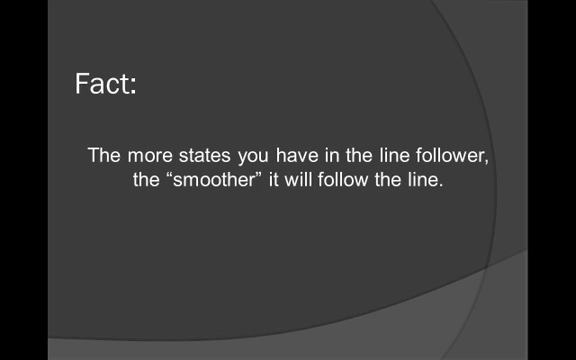 Fact:
The more states you have in the line follower,
the “smoother” it will follow the line.